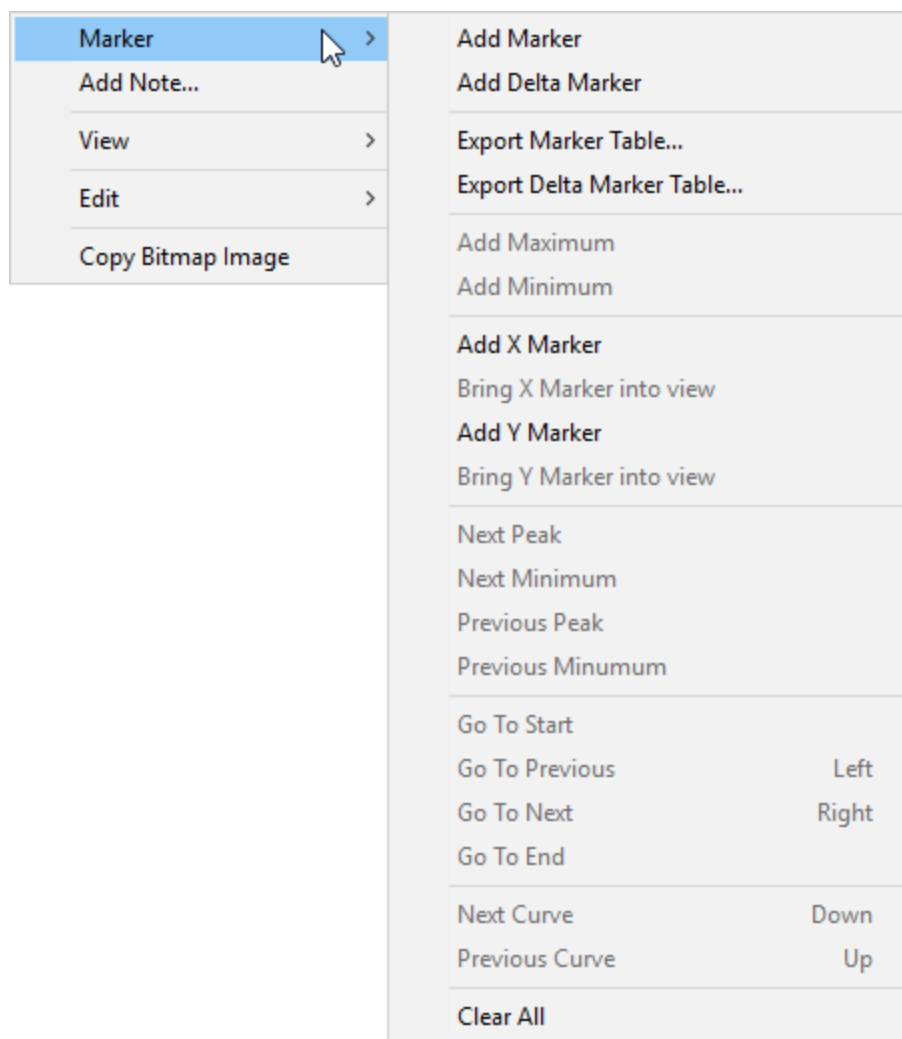 Marker
Add Note...
View
Edit
Copy Bitmap Image
Add Marker
Add Delta Marker
Export Marker Table...
Export Delta Marker Table...
Add Maximum
Add Minimum
Add X Marker
Bring X Marker into view
Add Y Marker
Bring Y Marker into view
Next Peak
Next Minimum
Previous Peak
Previous Minumum
Go To Start
Go To Previous Left
Go To Next Right
Go To End
Next Curve Down
Previous Curve Up
Clear All